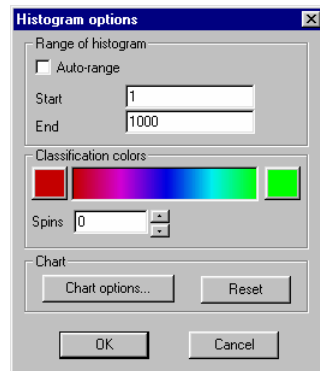 Histogram options
Range of histogram
Auto-range
Start 1
End 1000
Classification colors
Spins 0
Chart
Chart options... Reset
OK Cancel